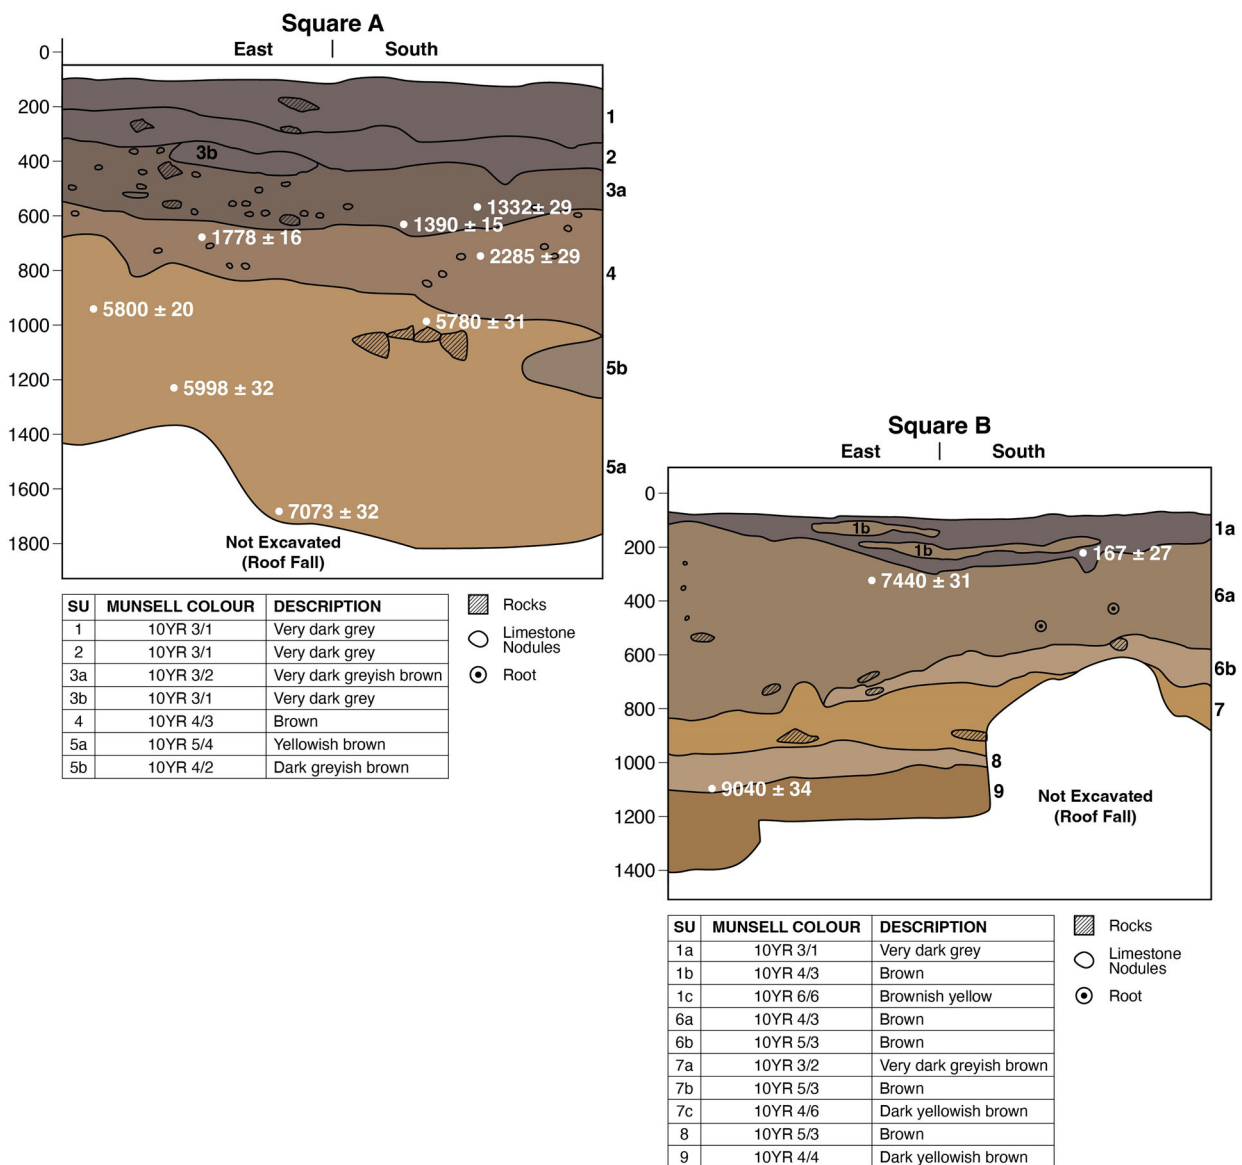 Square A
East | South
0
200
400
600
800
1000
1200
1400
1600
1800
1
2
3a
3b
4
5b
5a
1332± 29
1390 ± 15
1778 ± 16
2285 ± 29
5800 ± 20
5780 ± 31
5998 ± 32
7073 ± 32
Not Excavated
(Roof Fall)
SU MUNSELL COLOUR DESCRIPTION
1 10YR 3/1 Very dark grey
2 10YR 3/1 Very dark grey
3a 10YR 3/2 Very dark greyish brown
3b 10YR 3/1 Very dark grey
4 10YR 4/3 Brown
5a 10YR 5/4 Yellowish brown
5b 10YR 4/2 Dark greyish brown
Rocks
Limestone
Nodules
Root
Square B
East | South
0
200
400
600
800
1000
1200
1400
1a
1b
1b
6a
6b
7
8
9
167 ± 27
7440 ± 31
9040 ± 34
Not Excavated
(Roof Fall)
SU MUNSELL COLOUR DESCRIPTION
1a 10YR 3/1 Very dark grey
1b 10YR 4/3 Brown
1c 10YR 6/6 Brownish yellow
6a 10YR 4/3 Brown
6b 10YR 5/3 Brown
7a 10YR 3/2 Very dark greyish brown
7b 10YR 5/3 Brown
7c 10YR 4/6 Dark yellowish brown
8 10YR 5/3 Brown
9 10YR 4/4 Dark yellowish brown
Rocks
Limestone
Nodules
Root